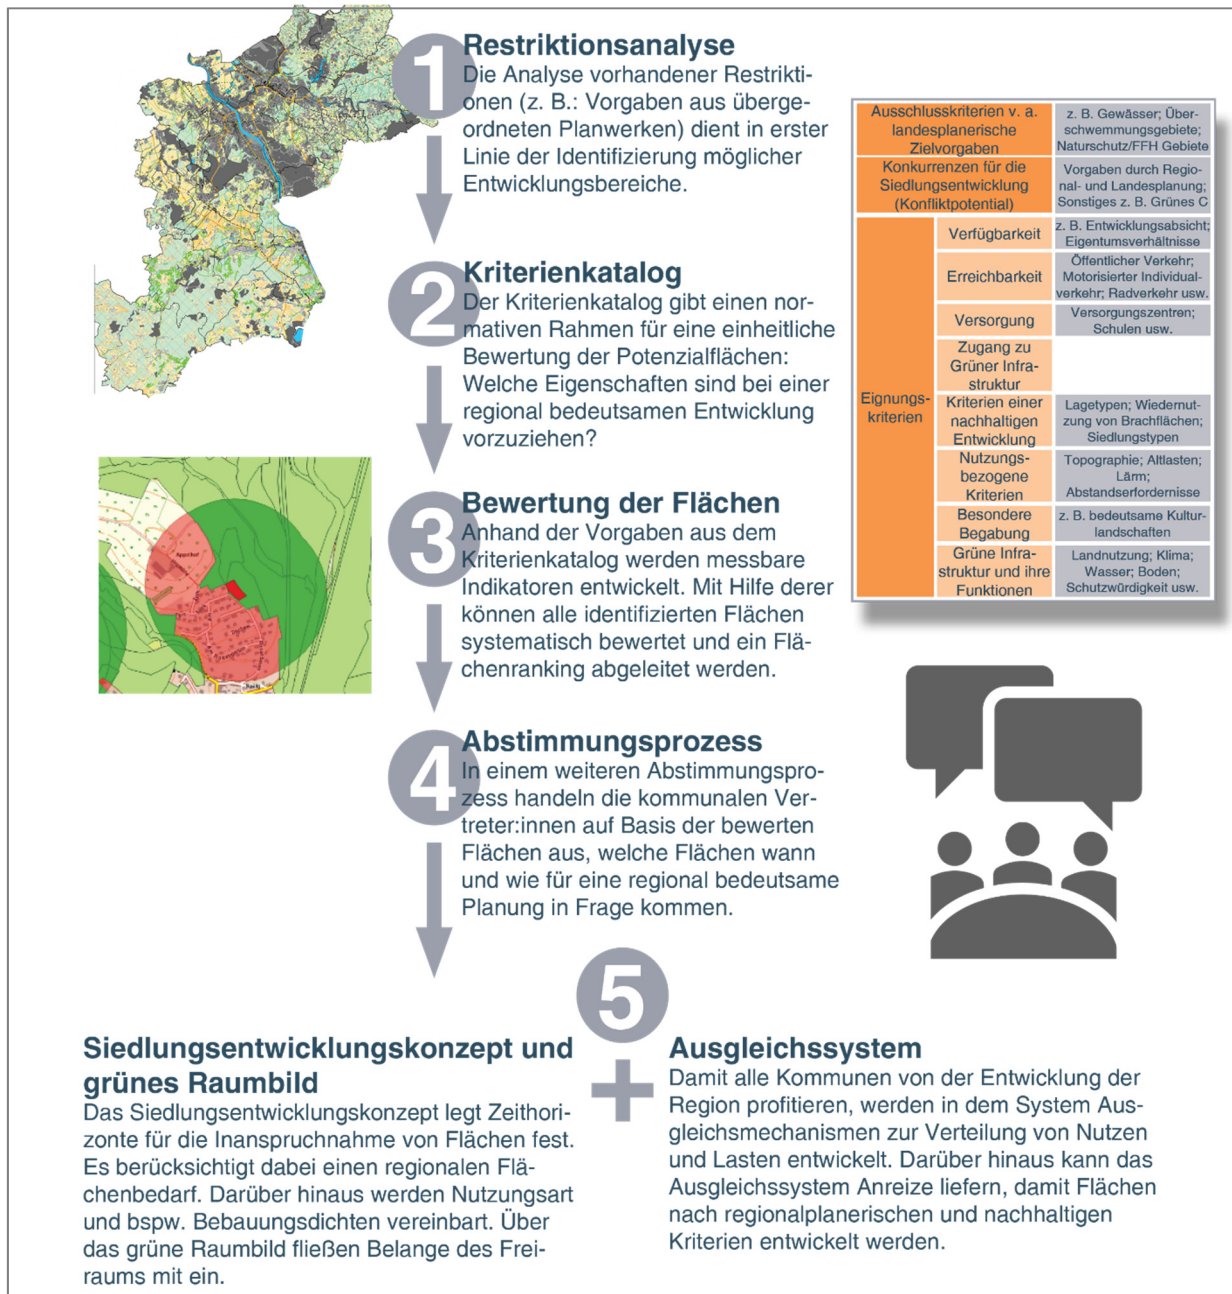 1
Restriktionsanalyse
Die Analyse vorhandener Restrikti-
onen (z. B.: Vorgaben aus überge-
ordneten Planwerken) dient in erster
Linie der Identifizierung möglicher
Entwicklungsbereiche.
2
Kriterienkatalog
Der Kriterienkatalog gibt einen nor-
mativen Rahmen für eine einheitliche
Bewertung der Potenzialflächen:
Welche Eigenschaften sind bei einer
regional bedeutsamen Entwicklung
vorzuziehen?
3
Bewertung der Flächen
Anhand der Vorgaben aus dem
Kriterienkatalog werden messbare
Indikatoren entwickelt. Mit Hilfe derer
können alle identifizierten Flächen
systematisch bewertet und ein Flä-
chenranking abgeleitet werden.
4
Abstimmungsprozess
In einem weiteren Abstimmungspro-
zess handeln die kommunalen Ver-
treter:innen auf Basis der bewerten
Flächen aus, welche Flächen wann
und wie für eine regional bedeutsame
Planung in Frage kommen.
Ausschlusskriterien v. a.
landesplanerische
Zielvorgaben
z. B. Gewässer; Über-
schwemmungsgebiete;
Naturschutz/FFH Gebiete
Konkurrenzen für die
Siedlungsentwicklung
(Konfliktpotential)
Vorgaben durch Regio-
nal- und Landesplanung;
Sonstiges z. B. Grünes C
Eignungs-
kriterien
Verfügbarkeit
z. B. Entwicklungsabsicht;
Eigentumsverhältnisse
Erreichbarkeit
Öffentlicher Verkehr;
Motorisierter Individual-
verkehr; Radverkehr usw.
Versorgung
Versorgungszentren;
Schulen usw.
Zugang zu
Grüner Infra-
struktur
Kriterien einer
nachhaltigen
Entwicklung
Lagetypen; Wiedernut-
zung von Brachflächen;
Siedlungstypen
Nutzungs-
bezogene
Kriterien
Topographie; Altlasten;
Lärm;
Abstandserfordernisse
Besondere
Begabung
z. B. bedeutsame Kultur-
landschaften
Grüne Infra-
struktur und ihre
Funktionen
Landnutzung; Klima;
Wasser; Boden;
Schutzwürdigkeit usw.
5
Siedlungsentwicklungskonzept und
grünes Raumbild
Das Siedlungsentwicklungskonzept legt Zeithori-
zonte für die Inanspruchnahme von Flächen fest.
Es berücksichtigt dabei einen regionalen Flä-
chenbedarf. Darüber hinaus werden Nutzungsart
und bspw. Bebauungsdichten vereinbart. Über
das grüne Raumbild fließen Belange des Frei-
raums mit ein.
+
Ausgleichssystem
Damit alle Kommunen von der Entwicklung der
Region profitieren, werden in dem System Aus-
gleichsmechanismen zur Verteilung von Nutzen
und Lasten entwickelt. Darüber hinaus kann das
Ausgleichssystem Anreize liefern, damit Flächen
nach regionalplanerischen und nachhaltigen
Kriterien entwickelt werden.